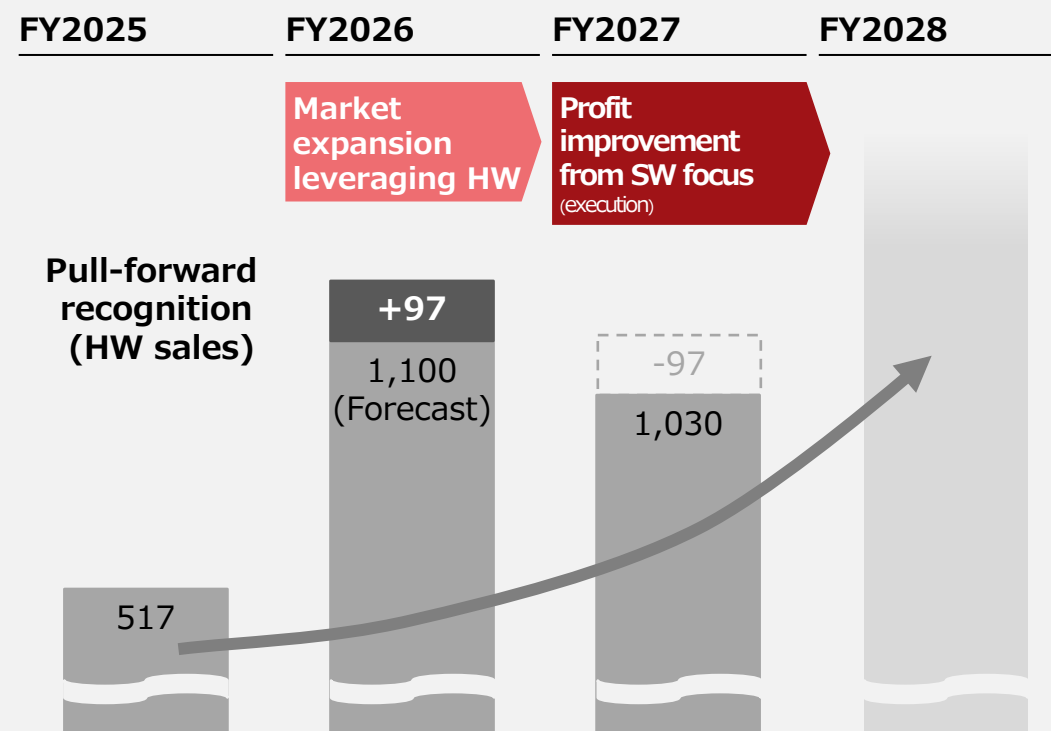 FY2025
FY2026
FY2027
FY2028
Market
expansion
leveraging HW
Profit
improvement
from SW focus
(execution)
Pull-forward
recognition
(HW sales)
+97
1,100
(Forecast)
-97
1,030
517